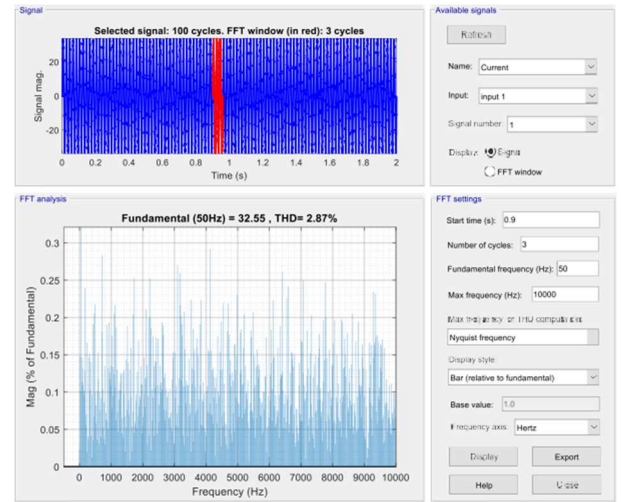 Signal
Selected signal: 100 cycles. FFT window (in red): 3 cycles
20
0
-20
Signal mag.
0 0.2 0.4 0.6 0.8 1 1.2 1.4 1.6 1.8 2
Time (s)
Available signals
Refresh
Name: Current
Input: input 1
Signal number: 1
Display:
FFT window
FFT analysis
Fundamental (50Hz) = 32.55 , THD= 2.87%
0.3
0.25
0.2
0.15
0.1
0.05
0
Mag (% of Fundamental)
0 1000 2000 3000 4000 5000 6000 7000 8000 9000 10000
Frequency (Hz)
FFT settings
Start time (s): 0.9
Number of cycles: 3
Fundamental frequency (Hz): 50
Max frequency (Hz): 10000
Max frequency for THD computation:
Nyquist frequency
Display style:
Bar (relative to fundamental)
Base value: 1.0
Frequency axis: Hertz
Display Export
Help Close